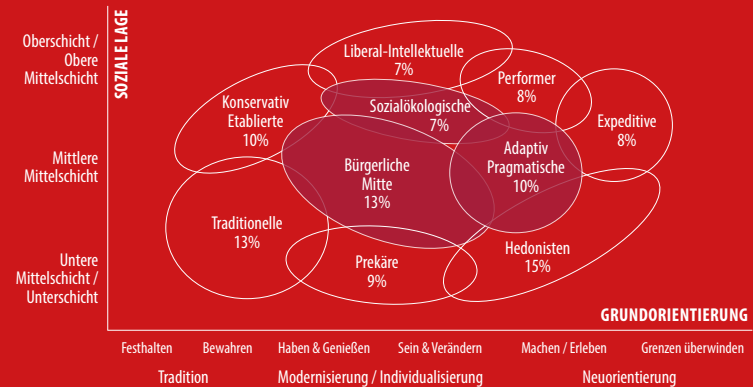 SOZIALE LAGE
Oberschicht /
Obere
Mittelschicht
Mittlere
Mittelschicht
Untere
Mittelschicht /
Unterschicht
Liberal-Intellektuelle
7%
Performer
8%
Konservativ
Etablierte
10%
Sozialökologische
7%
Expeditive
8%
Bürgerliche
Mitte
13%
Adaptiv
Pragmatische
10%
Traditionelle
13%
Prekäre
9%
Hedonisten
15%
GRUNDORIENTIERUNG
Festhalten Bewahren Haben & Genießen Sein & Verändern Machen / Erleben Grenzen überwinden
Tradition Modernisierung / Individualisierung Neuorientierung